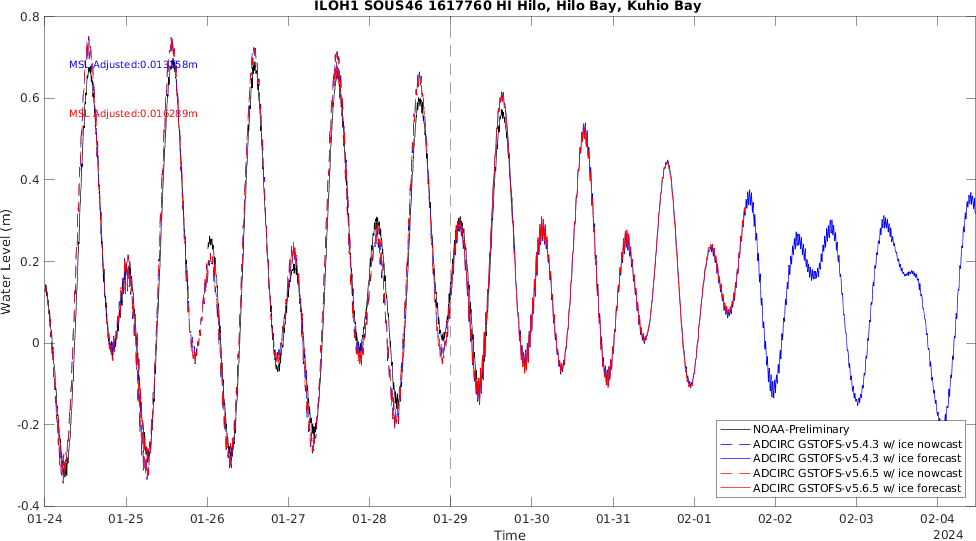 ILOH1 SOUS46 1617760 HI Hilo, Hilo Bay, Kuhio Bay
0.8
0.6
0.4
0.2
0
-0.2
-0.4
Water Level (m)
MSL Adjusted:0.013758m
MSL Adjusted:0.016289m
NOAA-Preliminary
ADCIRC GSTOFS-v5.4.3 w/ ice nowcast
ADCIRC GSTOFS-v5.4.3 w/ ice forecast
ADCIRC GSTOFS-v5.6.5 w/ ice nowcast
ADCIRC GSTOFS-v5.6.5 w/ ice forecast
01-24 01-25 01-26 01-27 01-28 01-29 01-30 01-31 02-01 02-02 02-03 02-04
Time
2024